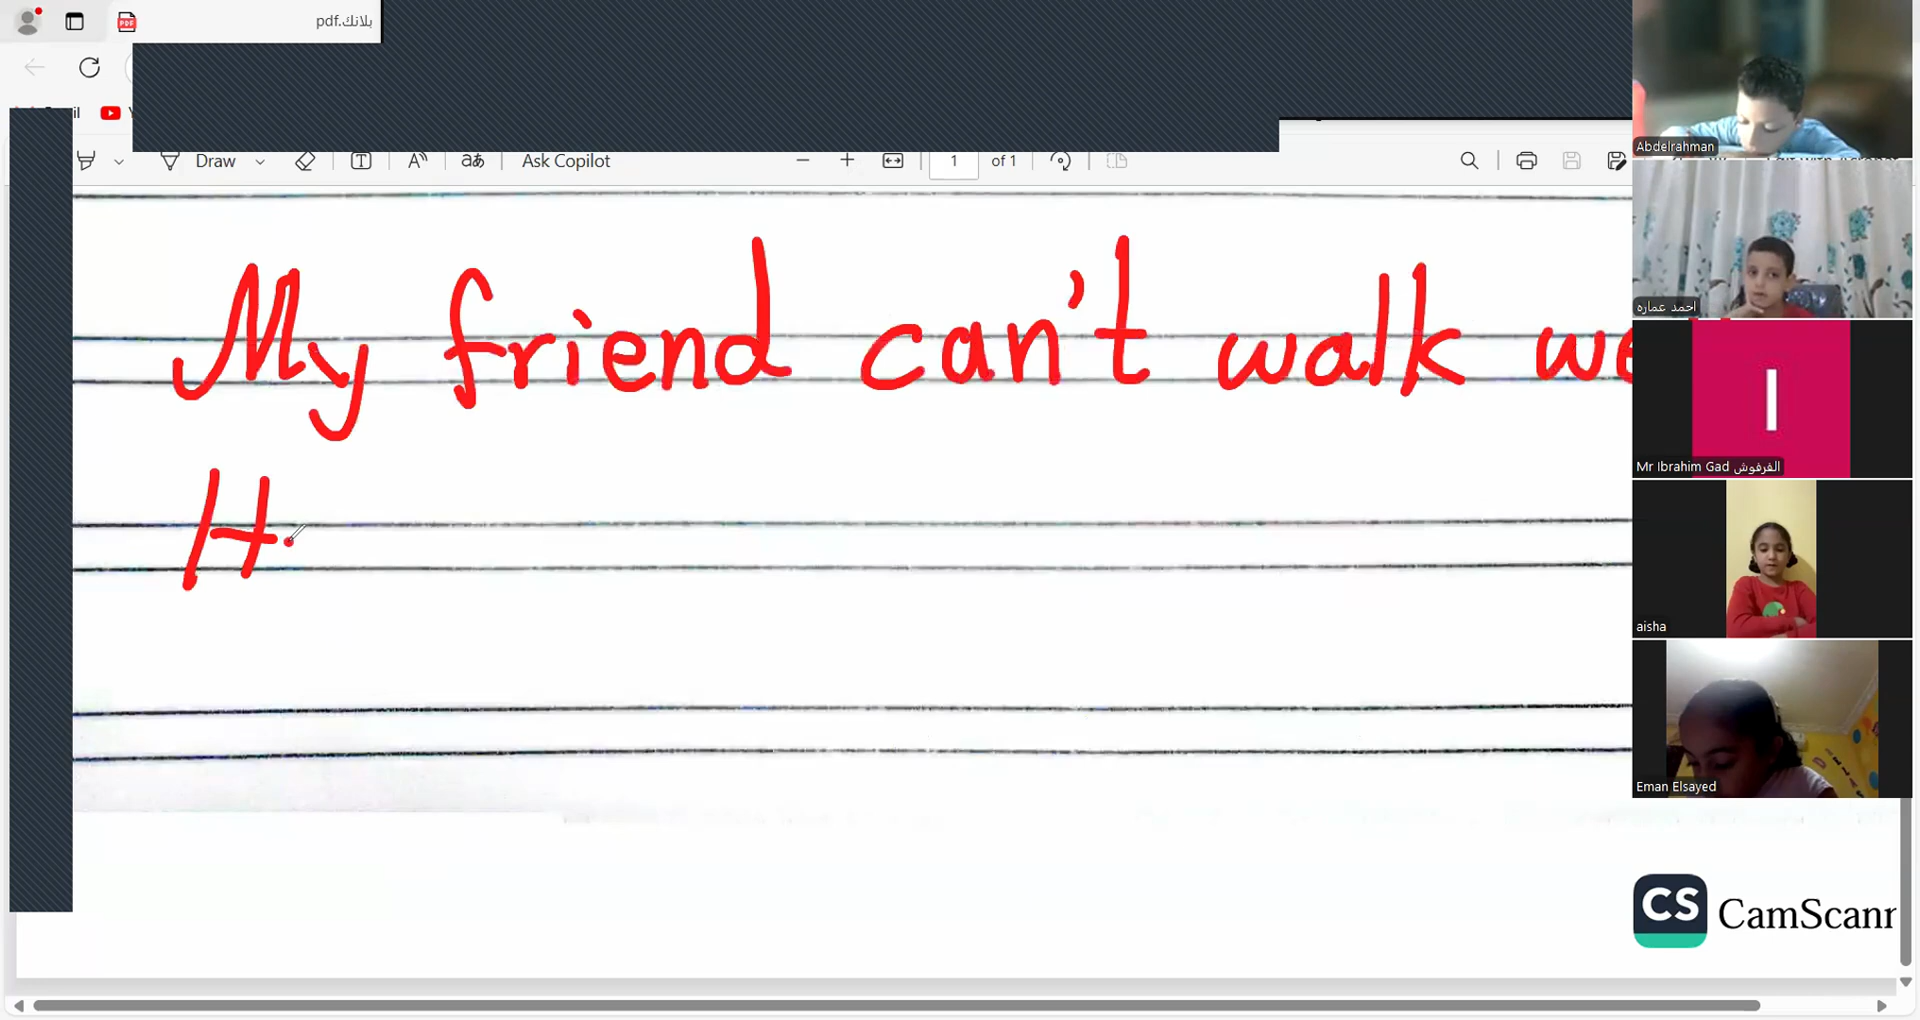 بلانك.pdf
Draw
Ask Copilot
1 of 1
My friend can't walk we
H
Abdelrahman
احمد عماره
I
Mr Ibrahim Gad الفرفوش
aisha
Eman Elsayed
CS CamScanr